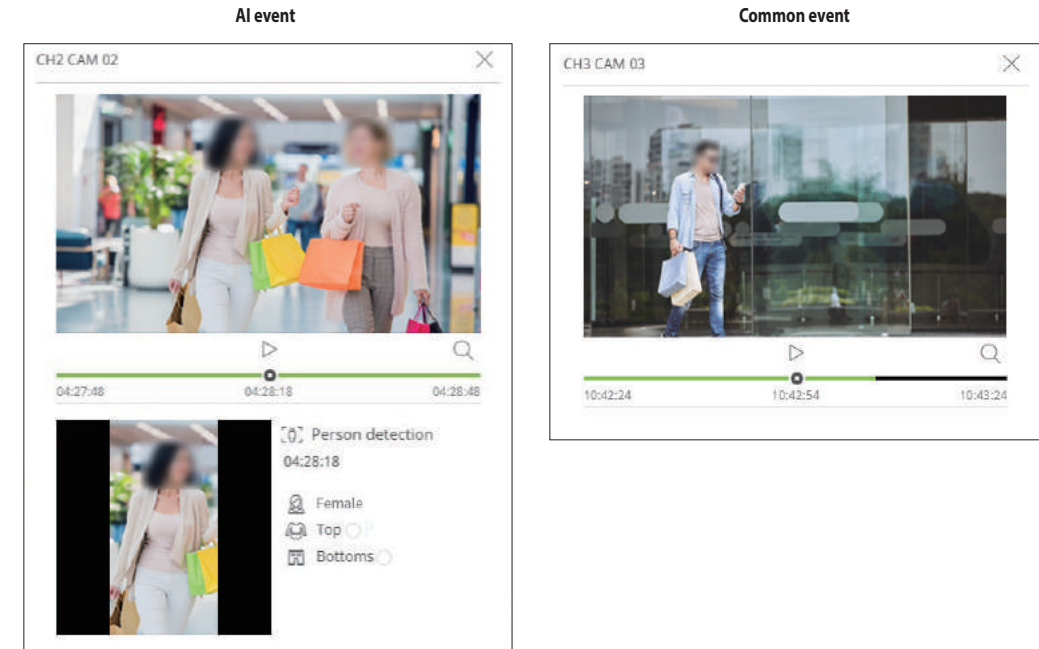 AI event
CH2 CAM 02
04:27:48 04:28:18 04:28:48
Person detection
04:28:18
Female
Top
Bottoms
Common event
CH3 CAM 03
10:42:24 10:42:54 10:43:24